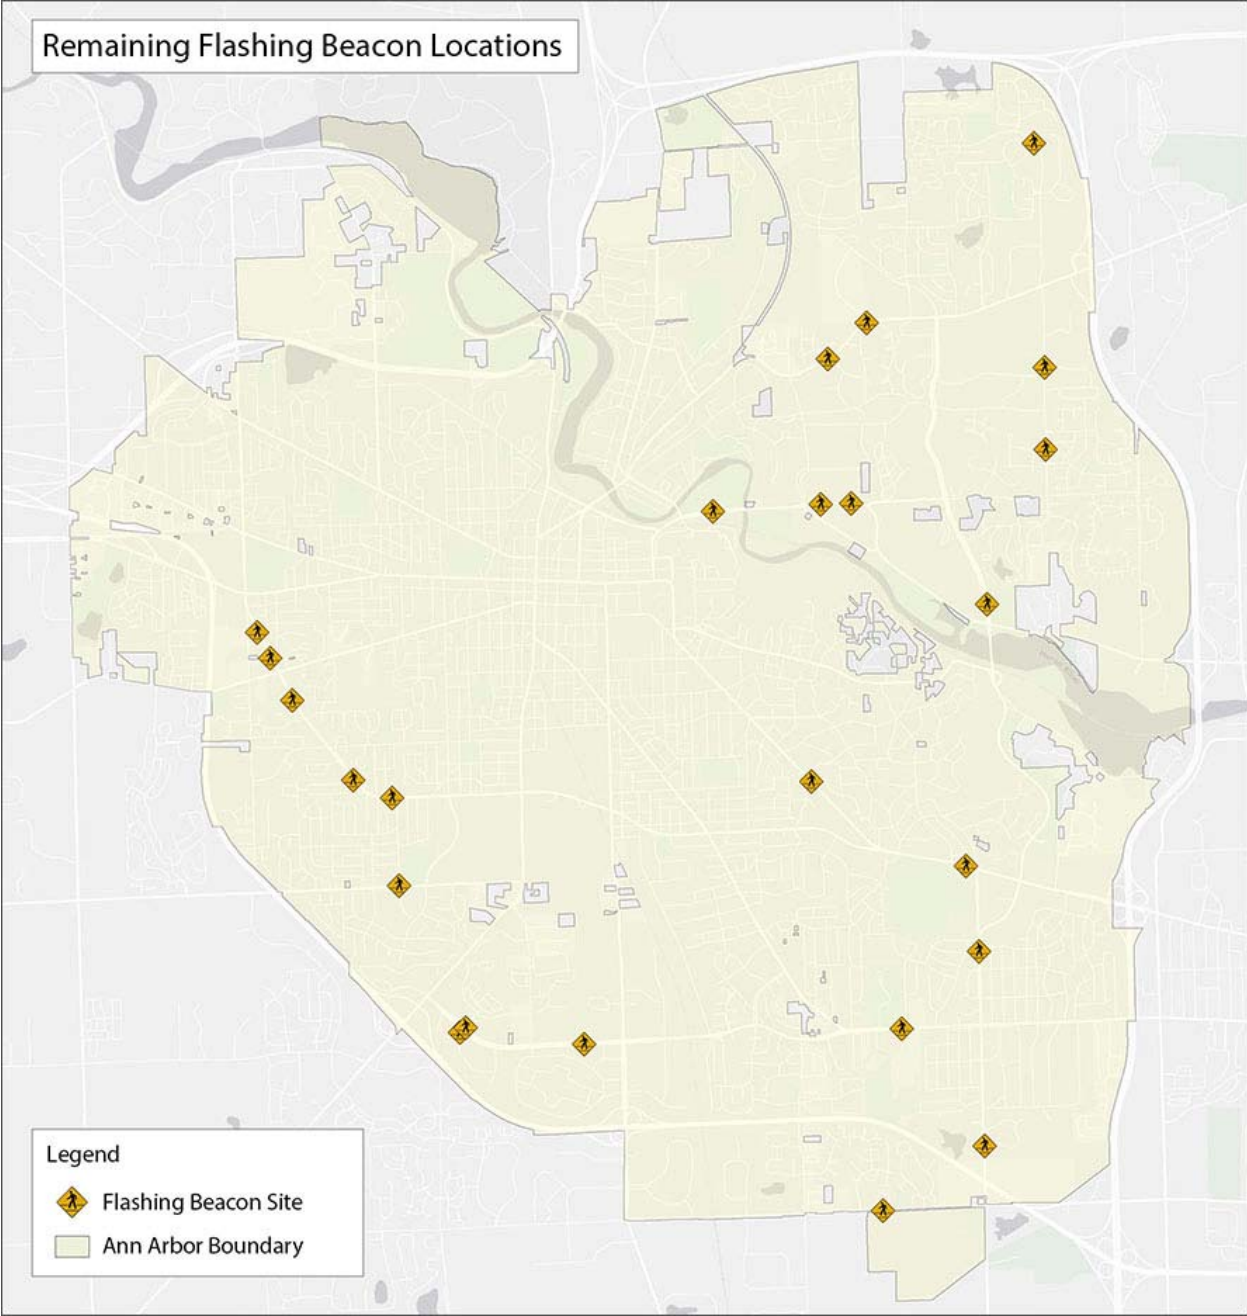 Remaining Flashing Beacon Locations
Legend
Flashing Beacon Site
Ann Arbor Boundary